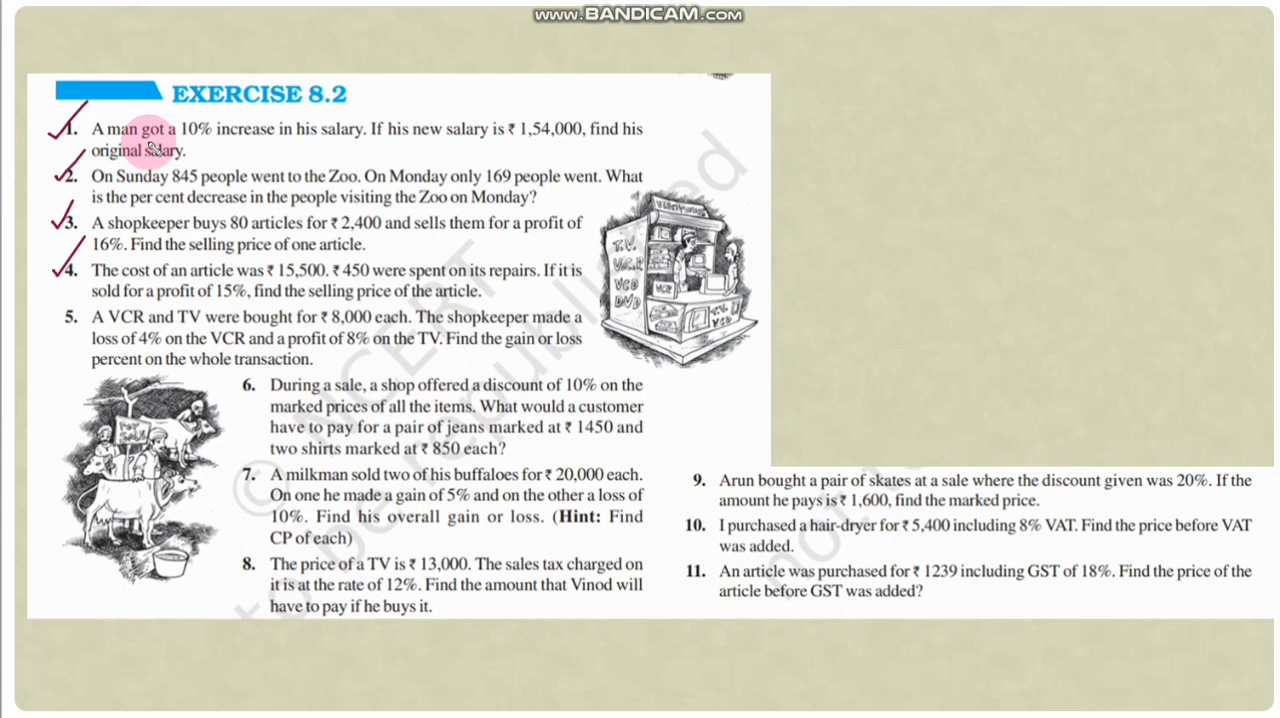 WWW.BANDICAM.COM
EXERCISE 8.2
1. A man got a 10% increase in his salary. If his new salary is ₹ 1,54,000, find his
original salary.
2. On Sunday 845 people went to the Zoo. On Monday only 169 people went. What
is the per cent decrease in the people visiting the Zoo on Monday?
3. A shopkeeper buys 80 articles for ₹ 2,400 and sells them for a profit of
16%. Find the selling price of one article.
4. The cost of an article was ₹ 15,500. ₹ 450 were spent on its repairs. If it is
sold for a profit of 15%, find the selling price of the article.
5. A VCR and TV were bought for ₹ 8,000 each. The shopkeeper made a
loss of 4% on the VCR and a profit of 8% on the TV. Find the gain or loss
percent on the whole transaction.
T.V.
VCD
DVD
VCR
6. During a sale, a shop offered a discount of 10% on the
marked prices of all the items. What would a customer
have to pay for a pair of jeans marked at ₹ 1450 and
two shirts marked at ₹ 850 each?
7. A milkman sold two of his buffaloes for ₹ 20,000 each.
On one he made a gain of 5% and on the other a loss of
10%. Find his overall gain or loss. (Hint: Find
CP of each)
8. The price of a TV is ₹ 13,000. The sales tax charged on
it is at the rate of 12%. Find the amount that Vinod will
have to pay if he buys it.
FOR
SALE
9. Arun bought a pair of skates at a sale where the discount given was 20%. If the
amount he pays is ₹ 1,600, find the marked price.
10. I purchased a hair-dryer for ₹ 5,400 including 8% VAT. Find the price before VAT
was added.
11. An article was purchased for ₹ 1239 including GST of 18%. Find the price of the
article before GST was added?
© NCERT
to be republished
not to